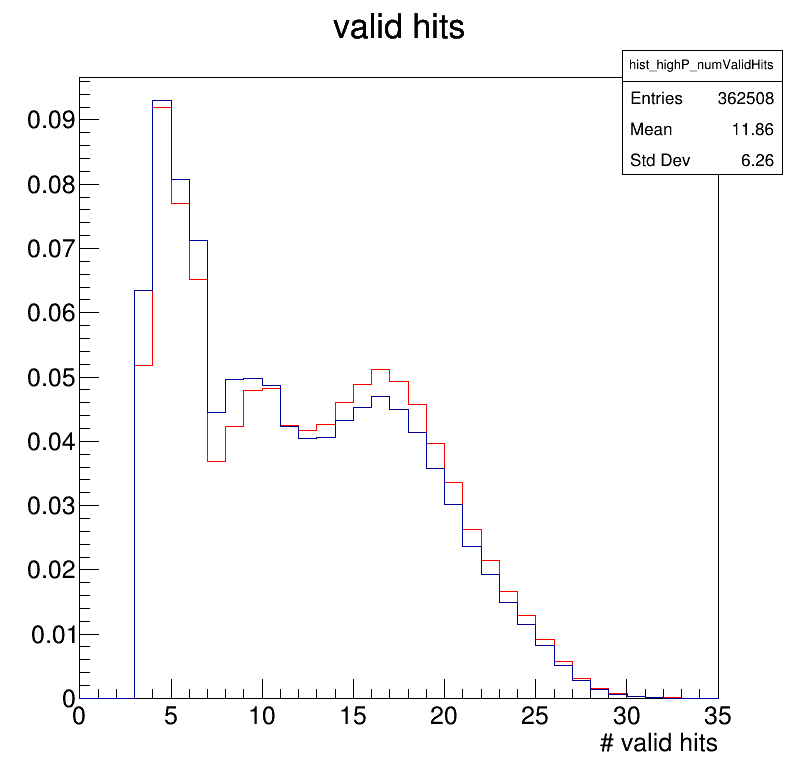 valid hits
hist_highP_numValidHits
Entries 362508
Mean 11.86
Std Dev 6.26
0.09
0.08
0.07
0.06
0.05
0.04
0.03
0.02
0.01
0
0 5 10 15 20 25 30 35
# valid hits